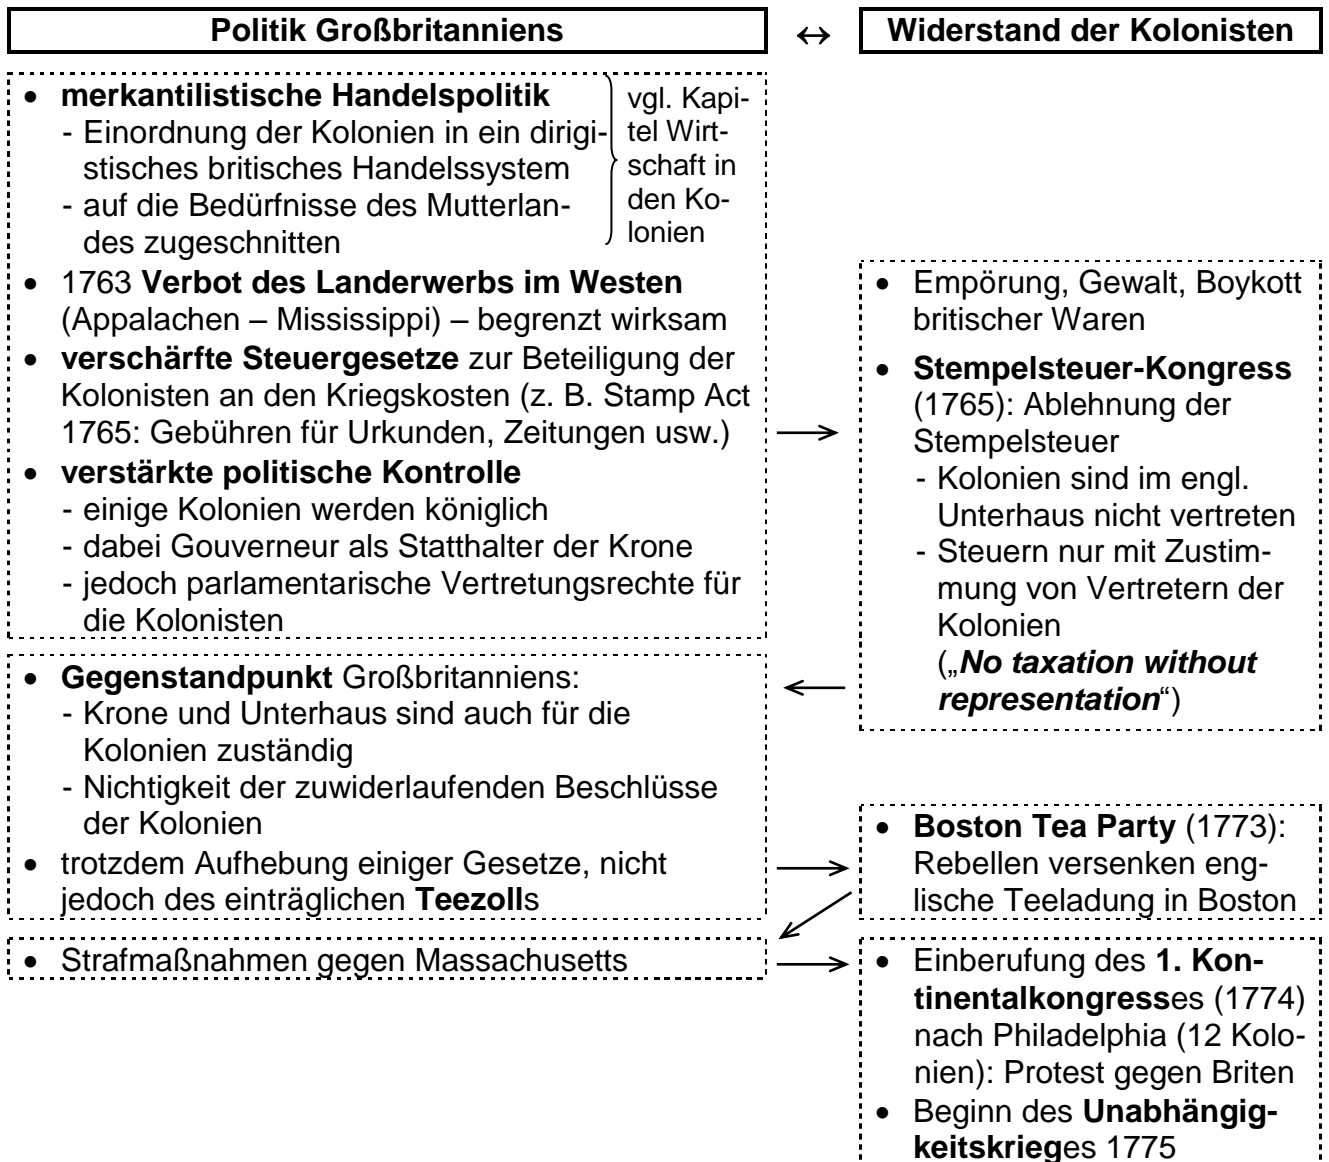 Politik Großbritanniens
↔
Widerstand der Kolonisten
• merkantilistische Handelspolitik
- Einordnung der Kolonien in ein dirigi-
stisches britisches Handelssystem
- auf die Bedürfnisse des Mutterlan-
des zugeschnitten
vgl. Kapi-
tel Wirt-
schaft in
den Ko-
lonien
• 1763 Verbot des Landerwerbs im Westen
(Appalachen – Mississippi) – begrenzt wirksam
• verschärfte Steuergesetze zur Beteiligung der
Kolonisten an den Kriegskosten (z. B. Stamp Act
1765: Gebühren für Urkunden, Zeitungen usw.)
• verstärkte politische Kontrolle
- einige Kolonien werden königlich
- dabei Gouverneur als Statthalter der Krone
- jedoch parlamentarische Vertretungsrechte für
die Kolonisten
• Empörung, Gewalt, Boykott
britischer Waren
• Stempelsteuer-Kongress
(1765): Ablehnung der
Stempelsteuer
- Kolonien sind im engl.
Unterhaus nicht vertreten
- Steuern nur mit Zustim-
mung von Vertretern der
Kolonien
(„No taxation without
representation“)
• Gegenstandpunkt Großbritanniens:
- Krone und Unterhaus sind auch für die
Kolonien zuständig
- Nichtigkeit der zuwiderlaufenden Beschlüsse
der Kolonien
• trotzdem Aufhebung einiger Gesetze, nicht
jedoch des einträglichen Teezolls
• Boston Tea Party (1773):
Rebellen versenken eng-
lische Teeladung in Boston
• Strafmaßnahmen gegen Massachusetts
• Einberufung des 1. Kon-
tinentalkongresses (1774)
nach Philadelphia (12 Kolo-
nien): Protest gegen Briten
• Beginn des Unabhängig-
keitskrieges 1775